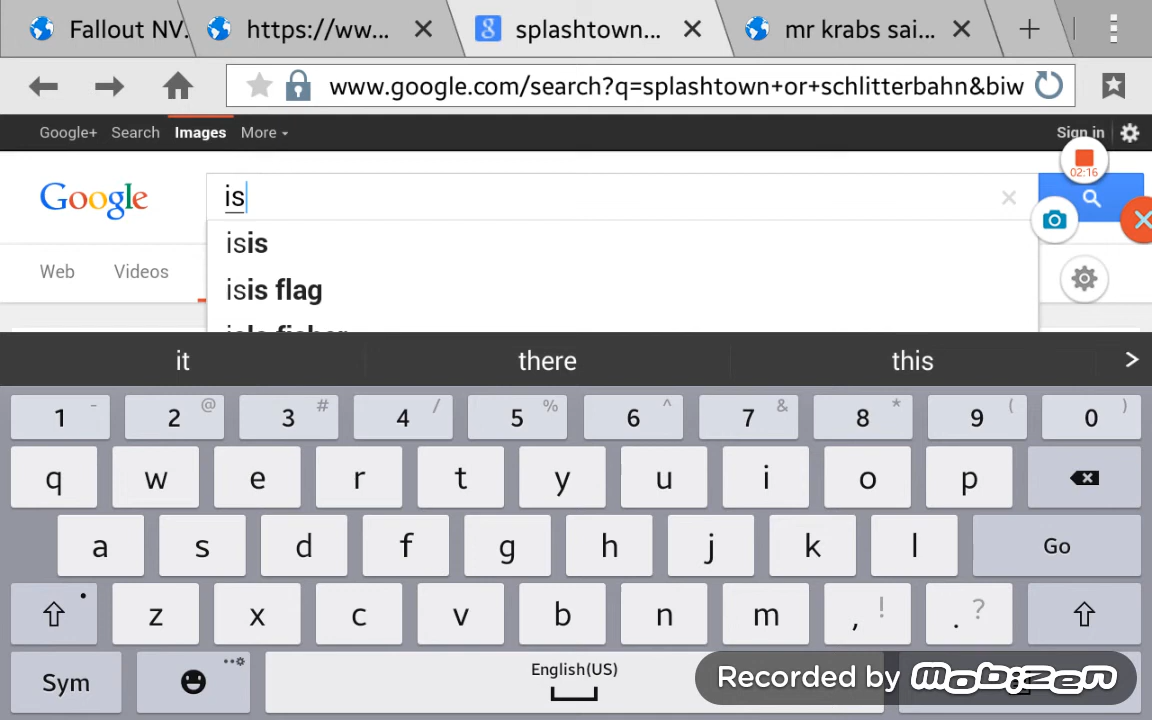 Fallout NV.
https://ww...
splashtown...
mr krabs sai...
www.google.com/search?q=splashtown+or+schlitterbahn&biw
Google+ Search Images More Sign in
02:16
Google is
isis
Web Videos
isis flag
isla fisher
it there this
1 - 2 @ 3 # 4 / 5 % 6 ^ 7 & 8 * 9 ( 0 )
q w e r t y u i o p
a s d f g h j k l Go
z x c v b n m , ! . ?
Sym English(US)
Recorded by mobizen